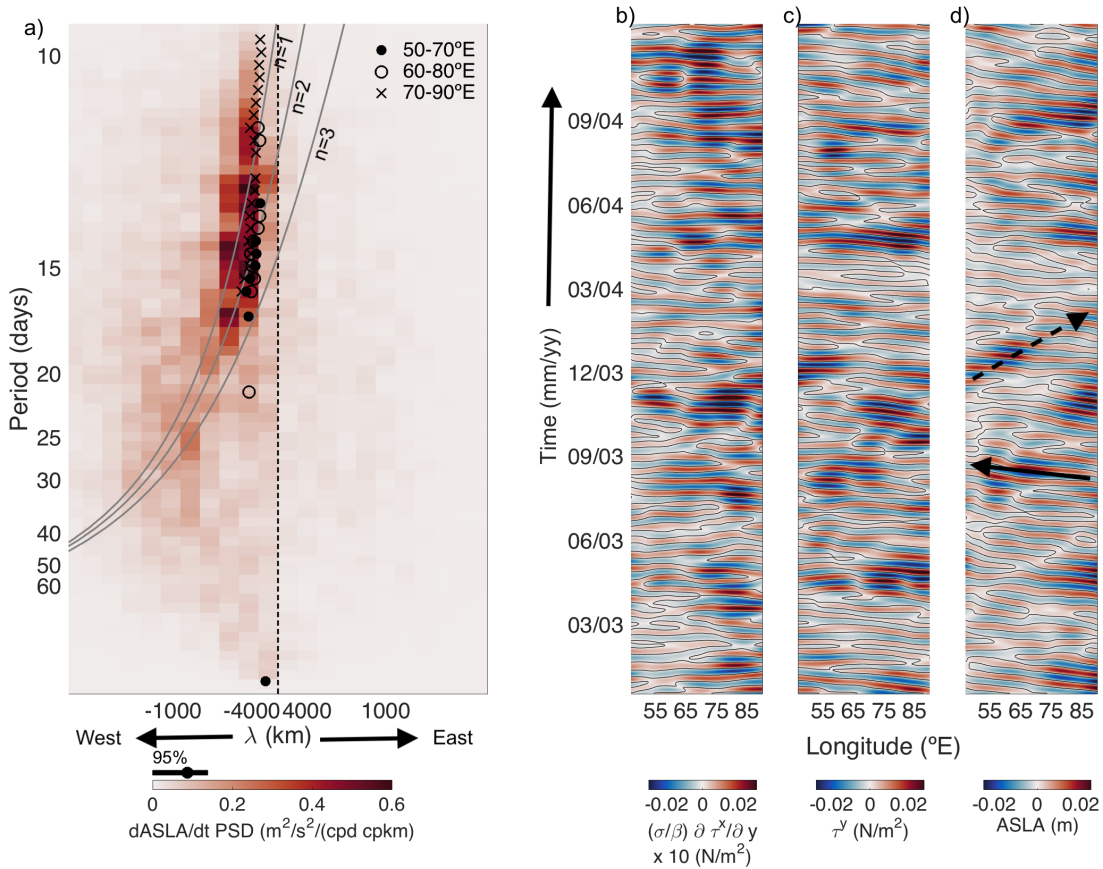 a)
10
15
20
25
30
40
50
60
Period (days)
n=1
n=2
n=3
50-70ºE
60-80ºE
70-90ºE
-1000 -4000 4000 1000
West λ (km) East
95%
0 0.2 0.4 0.6
dASLA/dt PSD (m²/s²/(cpd cpkm)
b) c) d)
09/04
06/04
03/04
12/03
09/03
06/03
03/03
Time (mm/yy)
55 65 75 85 55 65 75 85 55 65 75 85
Longitude (ºE)
-0.02 0 0.02
(σ/β) ∂ τˣ/∂ y
x 10 (N/m²)
-0.02 0 0.02
τʸ (N/m²)
-0.02 0 0.02
ASLA (m)